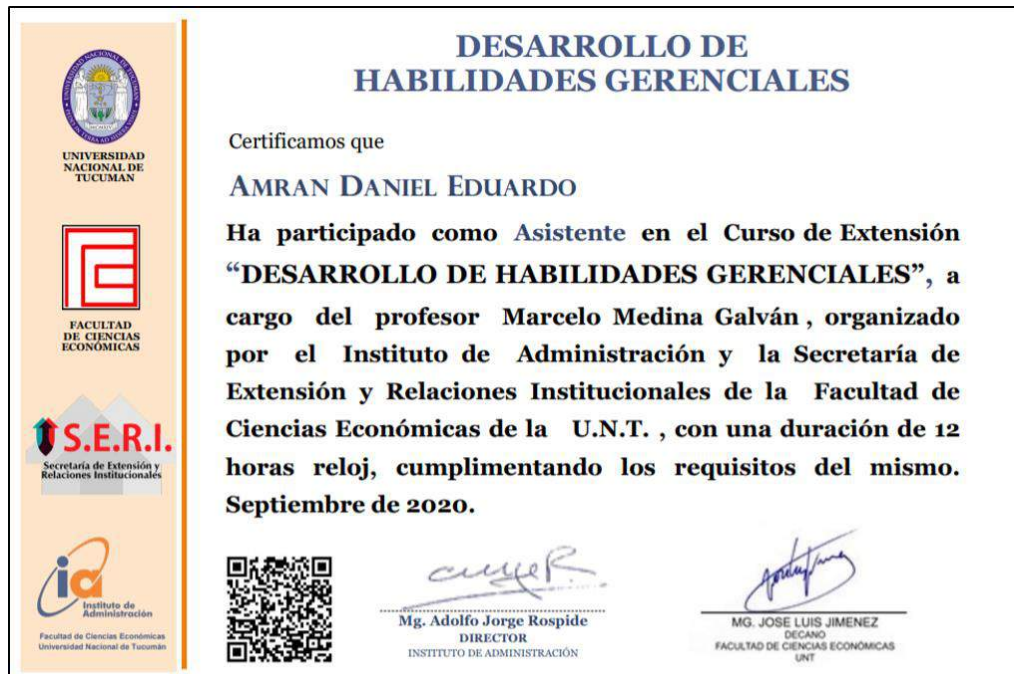 DESARROLLO DE
HABILIDADES GERENCIALES
Certificamos que
AMRAN DANIEL EDUARDO
Ha participado como Asistente en el Curso de Extensión
“DESARROLLO DE HABILIDADES GERENCIALES”, a
cargo del profesor Marcelo Medina Galván , organizado
por el Instituto de Administración y la Secretaría de
Extensión y Relaciones Institucionales de la Facultad de
Ciencias Económicas de la U.N.T. , con una duración de 12
horas reloj, cumplimentando los requisitos del mismo.
Septiembre de 2020.
Mg. Adolfo Jorge Rospide
DIRECTOR
INSTITUTO DE ADMINISTRACIÓN
MG. JOSE LUIS JIMENEZ
DECANO
FACULTAD DE CIENCIAS ECONÓMICAS
UNT
UNIVERSIDAD
NACIONAL DE
TUCUMAN
FACULTAD
DE CIENCIAS
ECONÓMICAS
S.E.R.I.
Secretaría de Extensión y
Relaciones Institucionales
ia
Instituto de
Administración
Facultad de Ciencias Económicas
Universidad Nacional de Tucumán